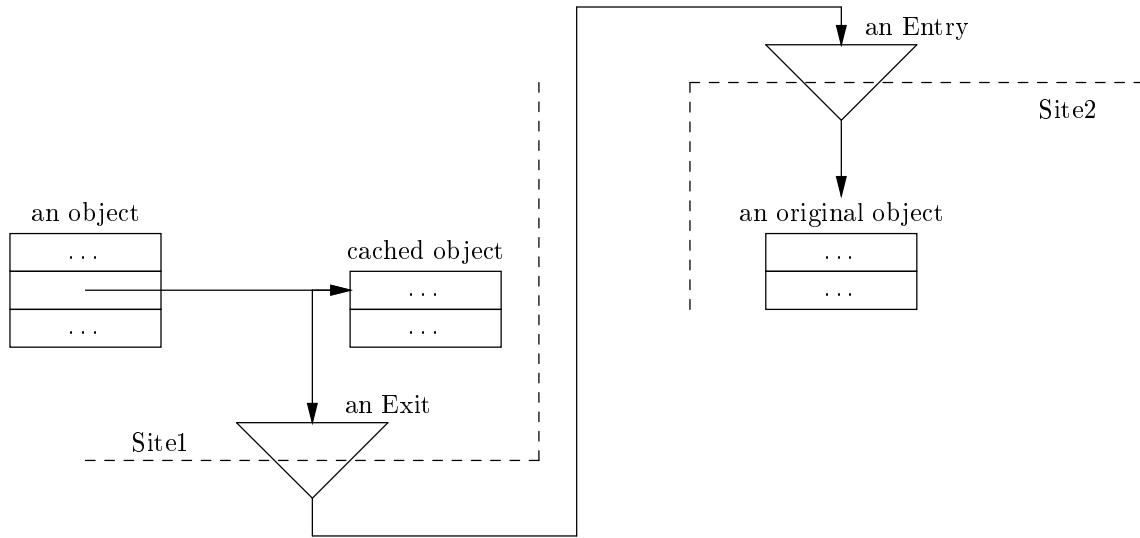 an Entry
Site2
an object
an original object
. . .
. . .
cached object
. . .
. . .
. . .
. . .
an Exit
Site1